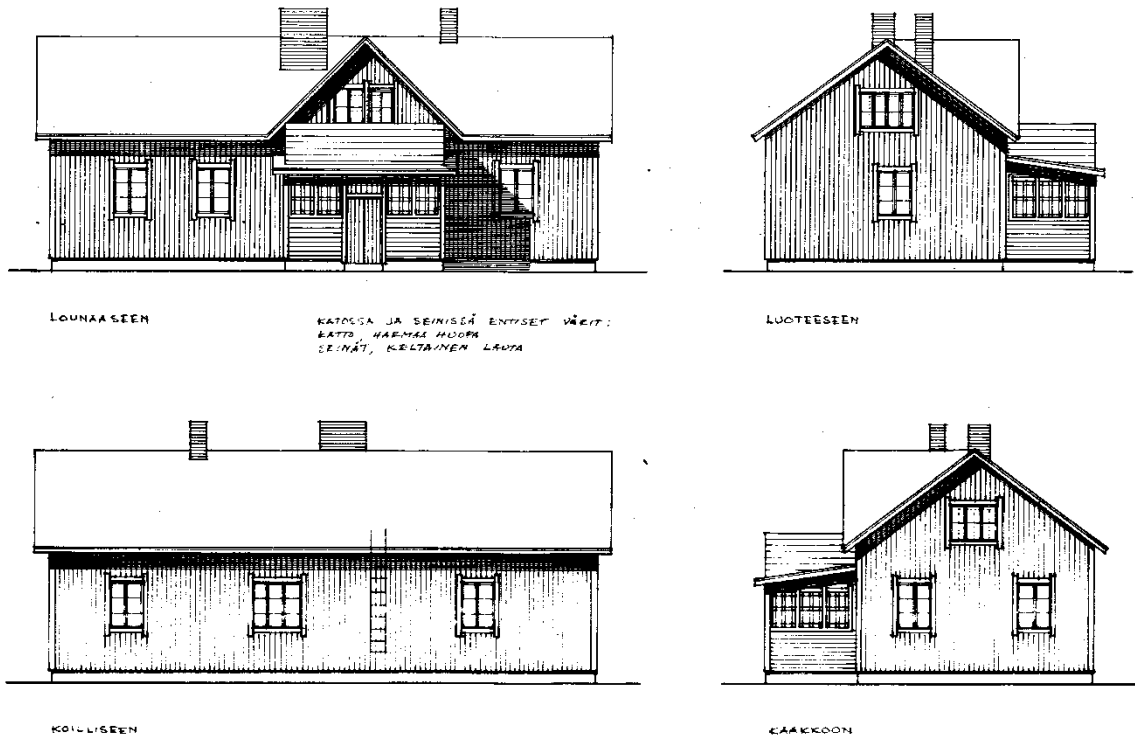 LOUNAASEEN
KATOSSA JA SEINISSÄ ENTISET VÄRIT:
KATTO, HARMAA HUOPA
SEINÄT, KELTAINEN LAUTA
LUOTEESEEN
KOILLISEEN
KAAKKOON